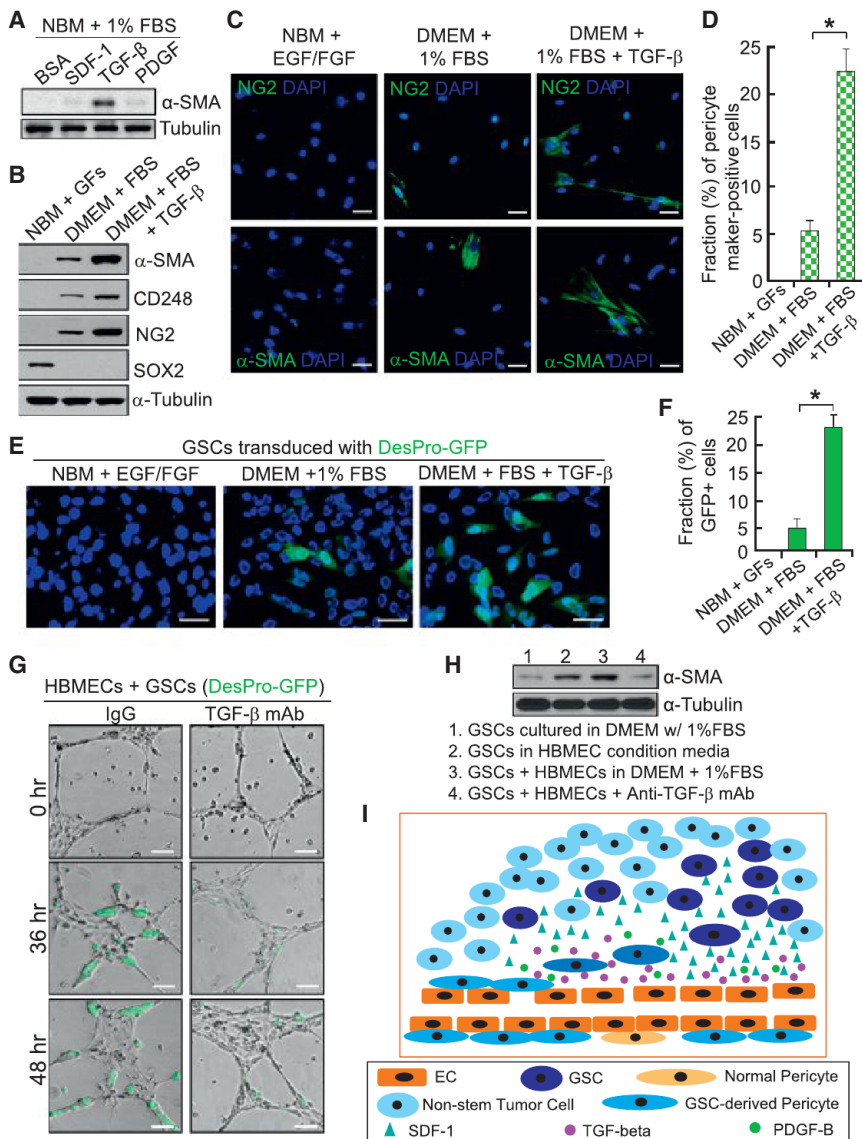 A
NBM + 1% FBS
BSA
SDF-1
TGF-β
PDGF
α-SMA
Tubulin
B
NBM + GFs
DMEM + FBS
DMEM + FBS
+ TGF-β
α-SMA
CD248
NG2
SOX2
α-Tubulin
C
NBM +
EGF/FGF
DMEM +
1% FBS
DMEM +
1% FBS + TGF-β
NG2 DAPI
NG2 DAPI
NG2 DAPI
α-SMA DAPI
α-SMA DAPI
α-SMA DAPI
D
Fraction (%) of pericyte
maker-positive cells
25
20
15
10
5
0
*
NBM + GFs
DMEM + FBS
DMEM + FBS
+TGF-β
E
GSCs transduced with DesPro-GFP
NBM + EGF/FGF
DMEM +1% FBS
DMEM + FBS + TGF-β
F
Fraction (%) of
GFP+ cells
25
20
15
10
5
0
*
NBM + GFs
DMEM + FBS
DMEM + FBS
+TGF-β
G
HBMECs + GSCs (DesPro-GFP)
IgG
TGF-β mAb
0 hr
36 hr
48 hr
H
1 2 3 4
α-SMA
α-Tubulin
1. GSCs cultured in DMEM w/ 1%FBS
2. GSCs in HBMEC condition media
3. GSCs + HBMECs in DMEM + 1%FBS
4. GSCs + HBMECs + Anti-TGF-β mAb
I
EC
GSC
Normal Pericyte
Non-stem Tumor Cell
GSC-derived Pericyte
SDF-1
TGF-beta
PDGF-B